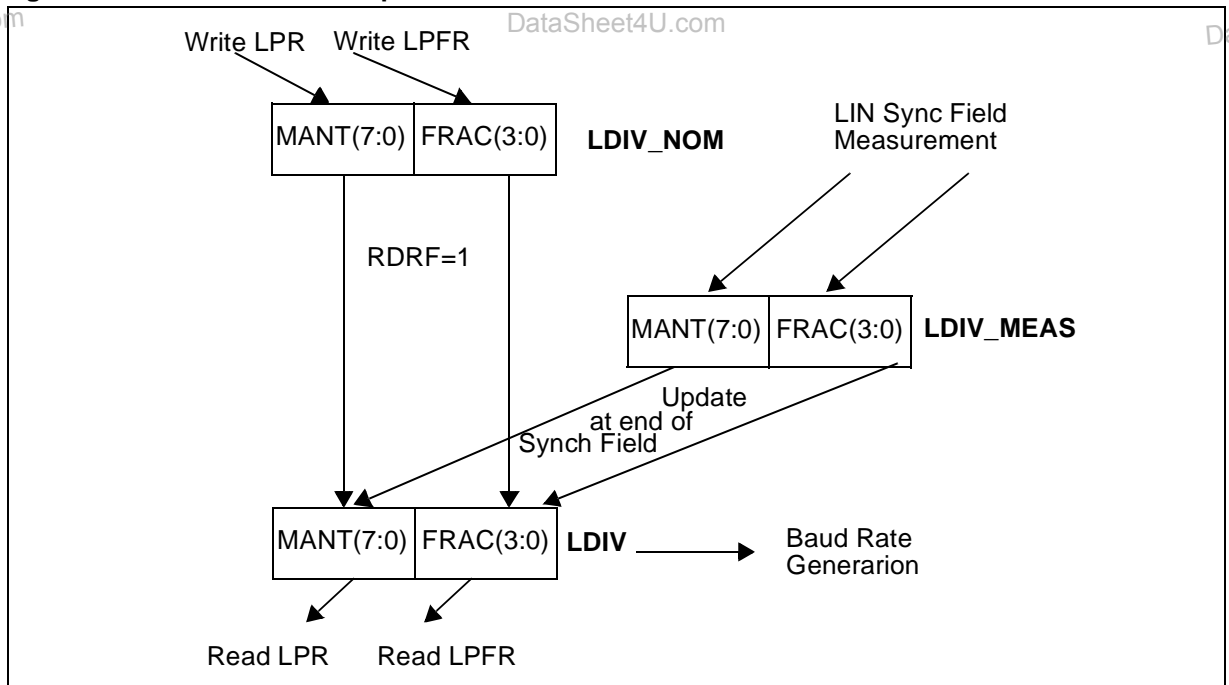 om
DataSheet4U.com
Da
Write LPR
Write LPFR
MANT(7:0)
FRAC(3:0)
LDIV_NOM
LIN Sync Field
Measurement
RDRF=1
MANT(7:0)
FRAC(3:0)
LDIV_MEAS
Update
at end of
Synch Field
MANT(7:0)
FRAC(3:0)
LDIV
Baud Rate
Generarion
Read LPR
Read LPFR